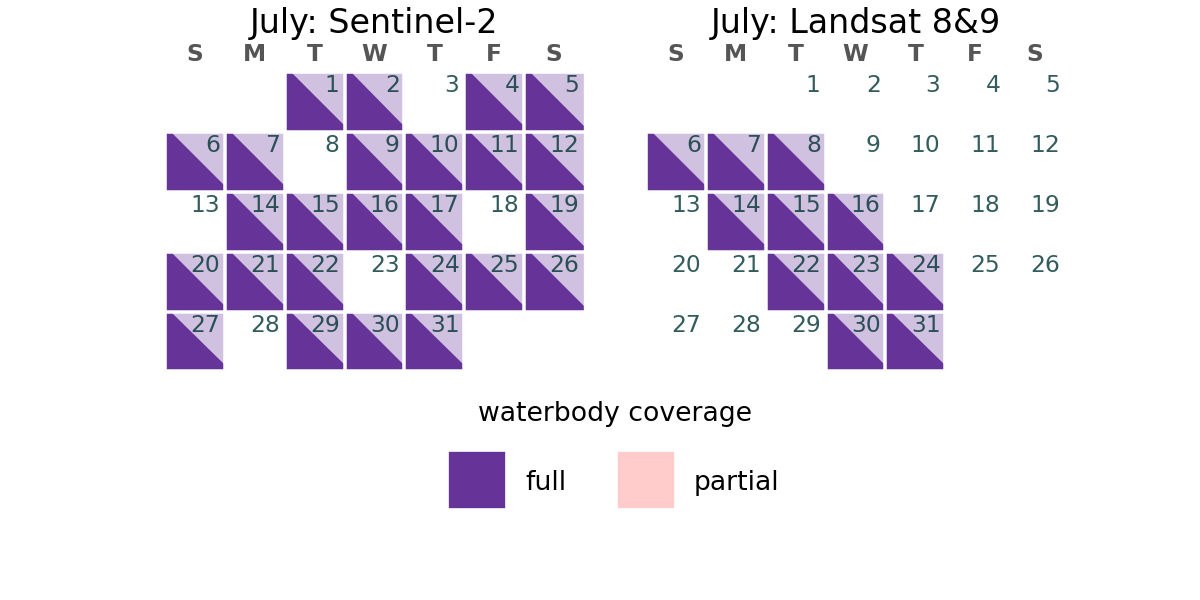 July: Sentinel-2
S M T W T F S
1 2 3 4 5
6 7 8 9 10 11 12
13 14 15 16 17 18 19
20 21 22 23 24 25 26
27 28 29 30 31
July: Landsat 8&9
S M T W T F S
1 2 3 4 5
6 7 8 9 10 11 12
13 14 15 16 17 18 19
20 21 22 23 24 25 26
27 28 29 30 31
waterbody coverage
full partial